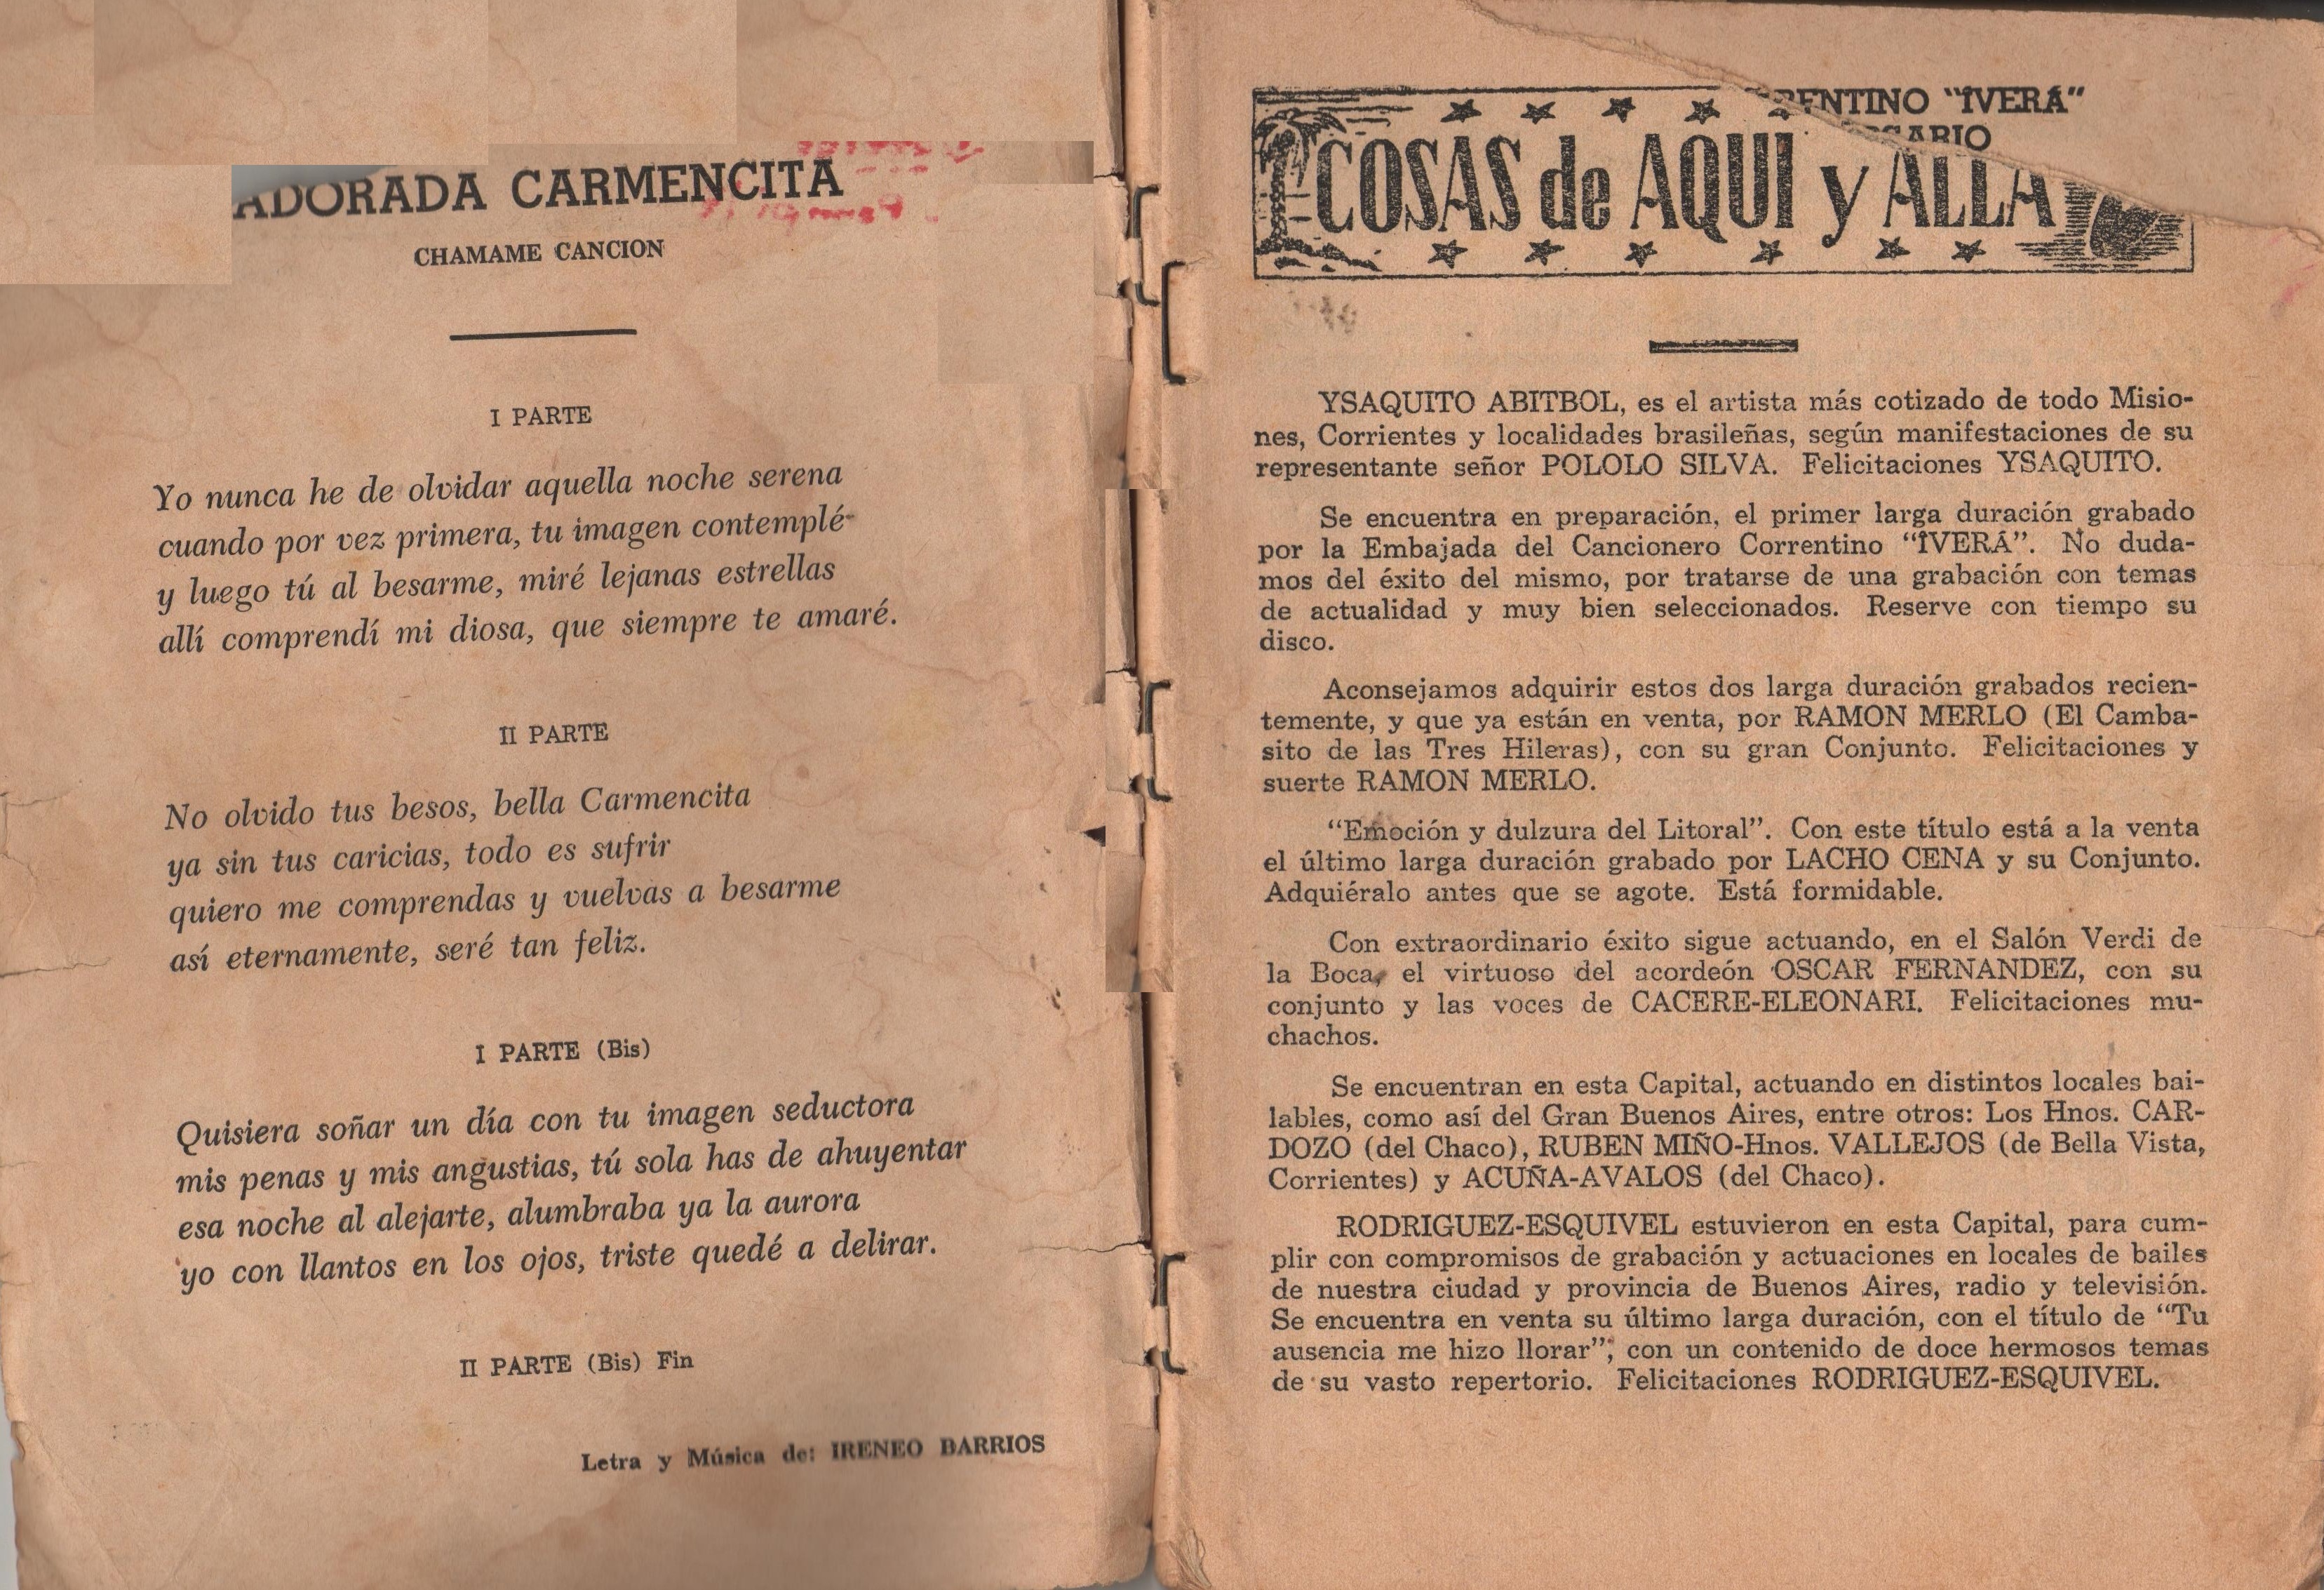 ADORADA CARMENCITA
CHAMAME CANCION
I PARTE
Yo nunca he de olvidar aquella noche serena
cuando por vez primera, tu imagen contemplé
y luego tú al besarme, miré lejanas estrellas
allí comprendí mi diosa, que siempre te amaré.
II PARTE
No olvido tus besos, bella Carmencita
ya sin tus caricias, todo es sufrir
quiero me comprendas y vuelvas a besarme
así eternamente, seré tan feliz.
I PARTE (Bis)
Quisiera soñar un día con tu imagen seductora
mis penas y mis angustias, tú sola has de ahuyentar
esa noche al alejarte, alumbraba ya la aurora
yo con llantos en los ojos, triste quedé a delirar.
II PARTE (Bis) Fin
Letra y Música de: IRENEO BARRIOS
"ÎVERÁ"
COSAS de AQUI y ALLA
YSAQUITO ABITBOL, es el artista más cotizado de todo Misio-
nes, Corrientes y localidades brasileñas, según manifestaciones de su
representante señor POLOLO SILVA. Felicitaciones YSAQUITO.
Se encuentra en preparación, el primer larga duración grabado
por la Embajada del Cancionero Correntino "ÎVERÁ". No duda-
mos del éxito del mismo, por tratarse de una grabación con temas
de actualidad y muy bien seleccionados. Reserve con tiempo su
disco.
Aconsejamos adquirir estos dos larga duración grabados recien-
temente, y que ya están en venta, por RAMON MERLO (El Camba-
sito de las Tres Hileras), con su gran Conjunto. Felicitaciones y
suerte RAMON MERLO.
"Emoción y dulzura del Litoral". Con este título está a la venta
el último larga duración grabado por LACHO CENA y su Conjunto.
Adquiéralo antes que se agote. Está formidable.
Con extraordinario éxito sigue actuando, en el Salón Verdi de
la Boca, el virtuoso del acordeón OSCAR FERNANDEZ, con su
conjunto y las voces de CACERE-ELEONARI. Felicitaciones mu-
chachos.
Se encuentran en esta Capital, actuando en distintos locales bai-
lables, como así del Gran Buenos Aires, entre otros: Los Hnos. CAR-
DOZO (del Chaco), RUBEN MIÑO-Hnos. VALLEJOS (de Bella Vista,
Corrientes) y ACUÑA-AVALOS (del Chaco).
RODRIGUEZ-ESQUIVEL estuvieron en esta Capital, para cum-
plir con compromisos de grabación y actuaciones en locales de bailes
de nuestra ciudad y provincia de Buenos Aires, radio y televisión.
Se encuentra en venta su último larga duración, con el título de "Tu
ausencia me hizo llorar", con un contenido de doce hermosos temas
de su vasto repertorio. Felicitaciones RODRIGUEZ-ESQUIVEL.